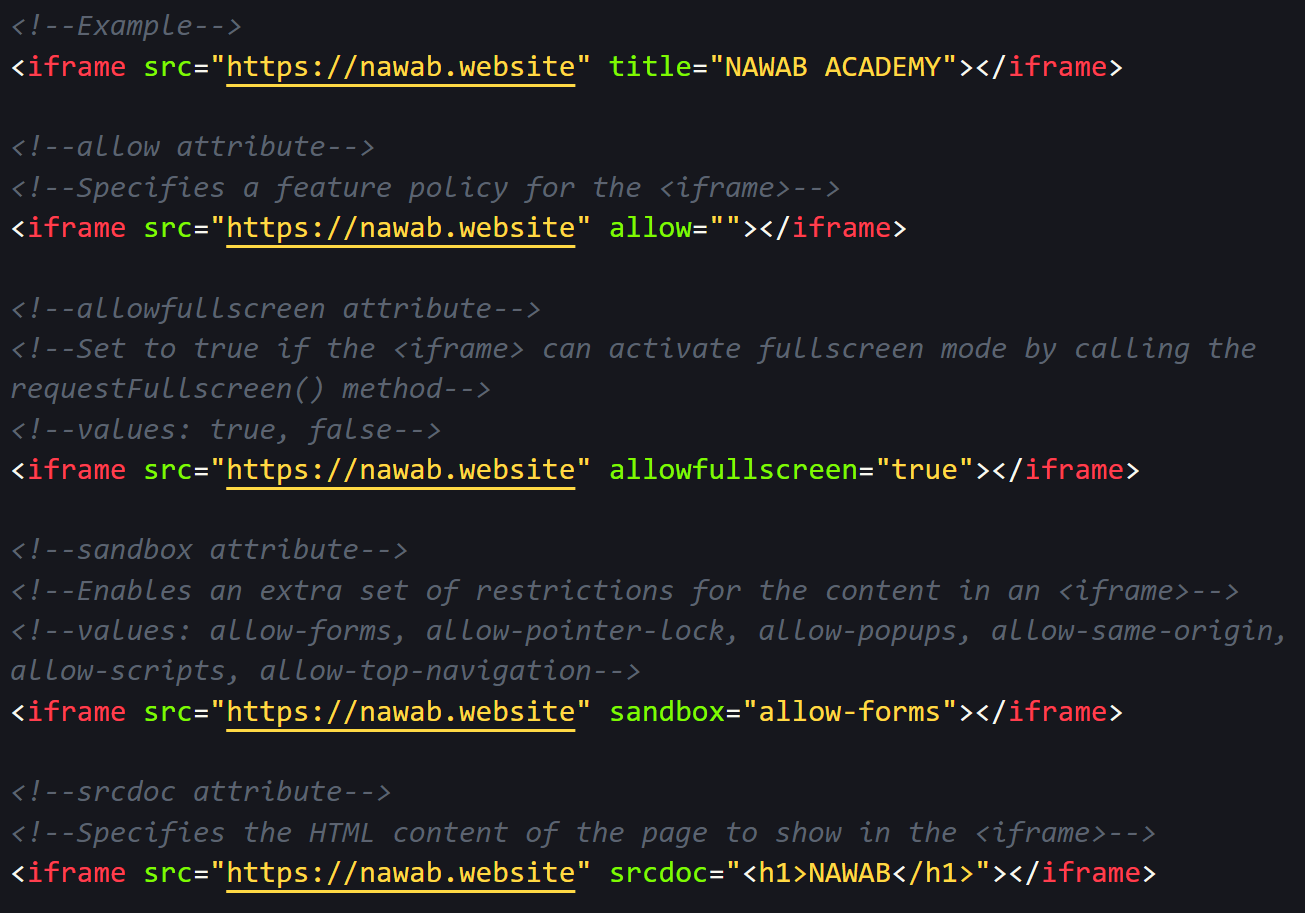 <!--Example-->
<iframe src="https://nawab.website" title="NAWAB ACADEMY"></iframe>
<!--allow attribute-->
<!--Specifies a feature policy for the <iframe>-->
<iframe src="https://nawab.website" allow=""></iframe>
<!--allowfullscreen attribute-->
<!--Set to true if the <iframe> can activate fullscreen mode by calling the
requestFullscreen() method-->
<!--values: true, false-->
<iframe src="https://nawab.website" allowfullscreen="true"></iframe>
<!--sandbox attribute-->
<!--Enables an extra set of restrictions for the content in an <iframe>-->
<!--values: allow-forms, allow-pointer-lock, allow-popups, allow-same-origin,
allow-scripts, allow-top-navigation-->
<iframe src="https://nawab.website" sandbox="allow-forms"></iframe>
<!--srcdoc attribute-->
<!--Specifies the HTML content of the page to show in the <iframe>-->
<iframe src="https://nawab.website" srcdoc="<h1>NAWAB</h1>"></iframe>